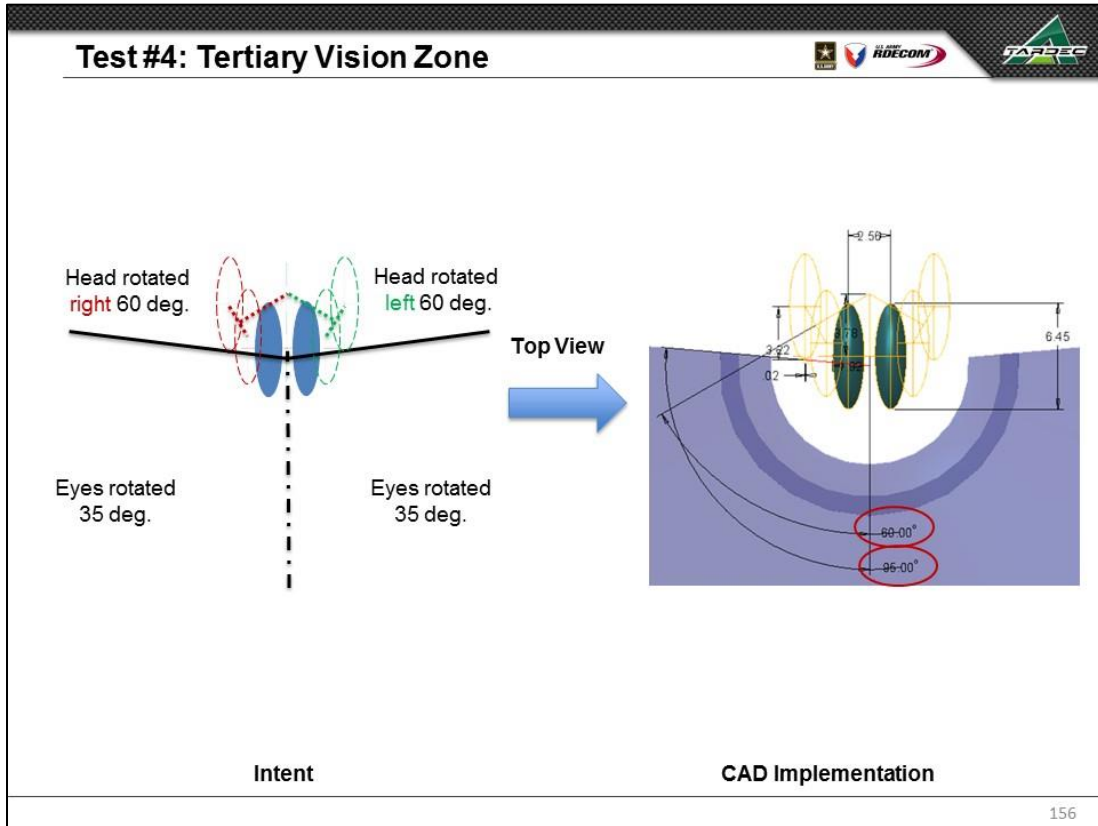 Test #4: Tertiary Vision Zone
U.S. ARMY
U.S. ARMY
RDECOM
TARDEC
Head rotated
right 60 deg.
Head rotated
left 60 deg.
Eyes rotated
35 deg.
Eyes rotated
35 deg.
Top View
2.50
6.45
3.22
.02
60.00°
95.00°
Intent
CAD Implementation
156